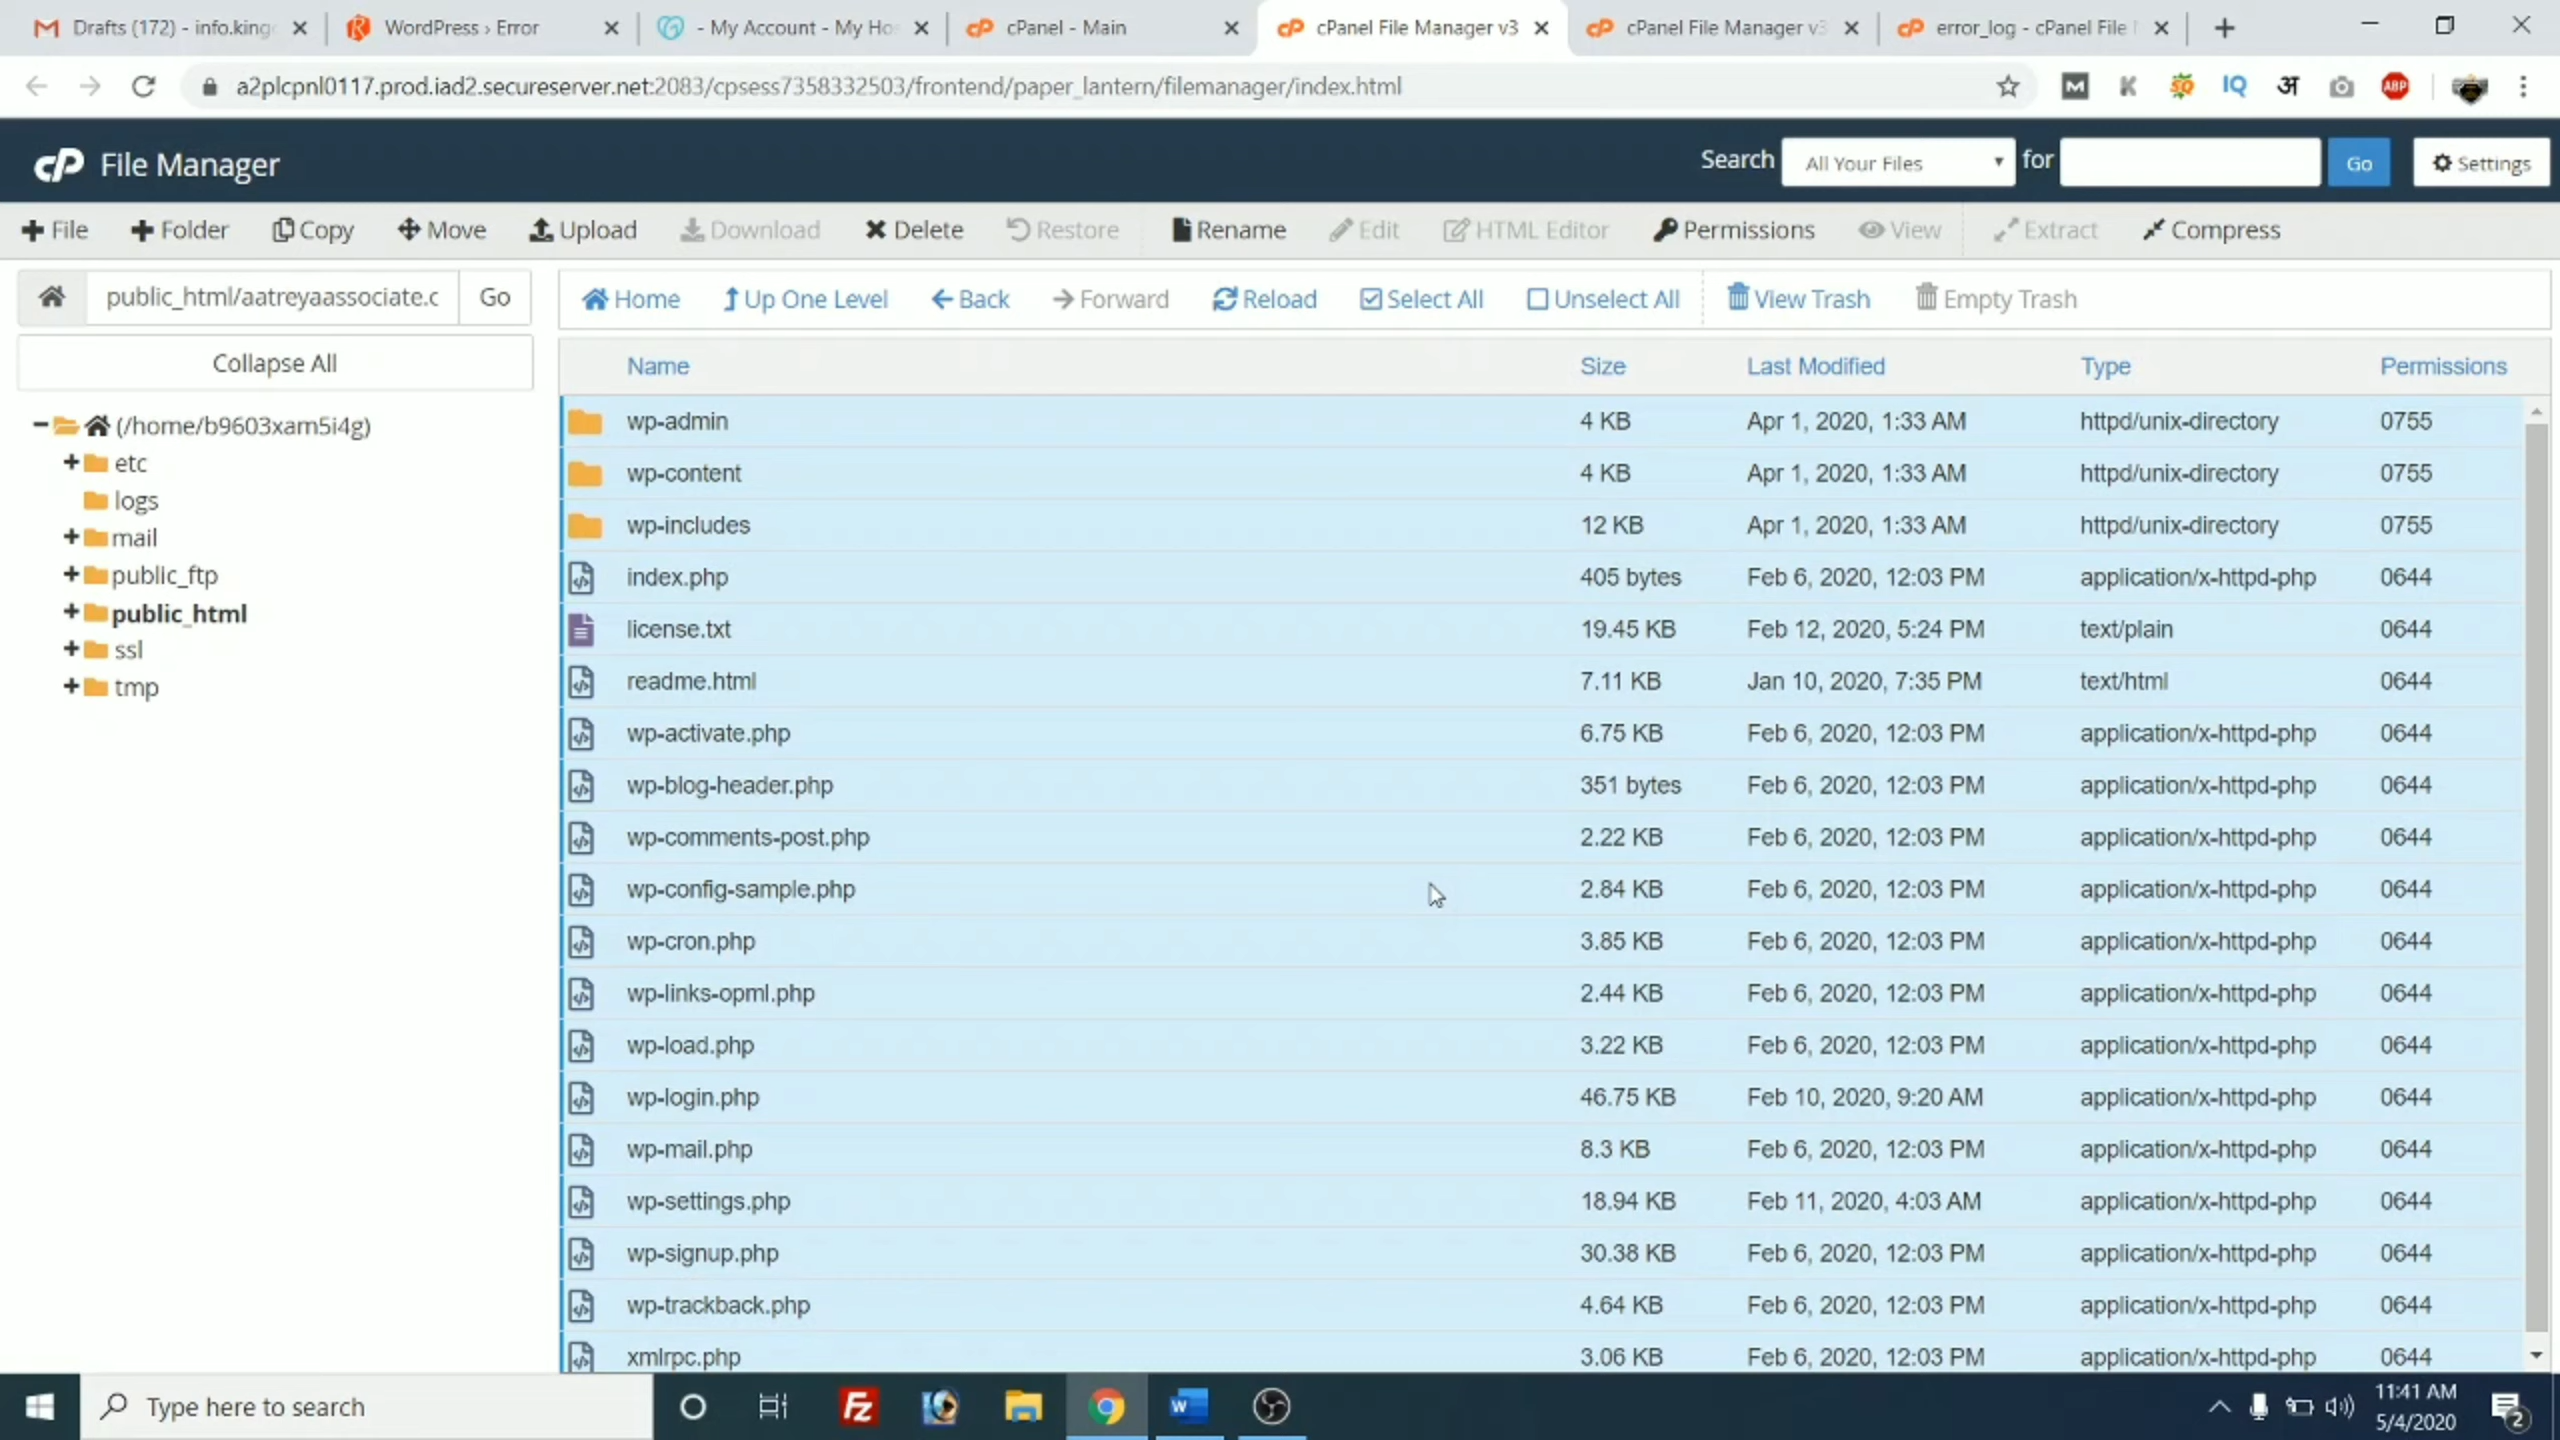 Drafts (172) - info.king
WordPress › Error
- My Account - My Ho
cPanel - Main
cPanel File Manager v3
cPanel File Manager v3
error_log - cPanel File
a2plcpnl0117.prod.iad2.secureserver.net:2083/cpsess7358332503/frontend/paper_lantern/filemanager/index.html
M K IQ अ ABP
cP File Manager
Search All Your Files for Go Settings
File Folder Copy Move Upload Download Delete Restore Rename Edit HTML Editor Permissions View Extract Compress
public_html/aatreyaassociate.c Go
Home Up One Level Back Forward Reload Select All Unselect All View Trash Empty Trash
Collapse All
(/home/b9603xam5i4g)
etc
logs
mail
public_ftp
public_html
ssl
tmp
Name Size Last Modified Type Permissions
wp-admin 4 KB Apr 1, 2020, 1:33 AM httpd/unix-directory 0755
wp-content 4 KB Apr 1, 2020, 1:33 AM httpd/unix-directory 0755
wp-includes 12 KB Apr 1, 2020, 1:33 AM httpd/unix-directory 0755
index.php 405 bytes Feb 6, 2020, 12:03 PM application/x-httpd-php 0644
license.txt 19.45 KB Feb 12, 2020, 5:24 PM text/plain 0644
readme.html 7.11 KB Jan 10, 2020, 7:35 PM text/html 0644
wp-activate.php 6.75 KB Feb 6, 2020, 12:03 PM application/x-httpd-php 0644
wp-blog-header.php 351 bytes Feb 6, 2020, 12:03 PM application/x-httpd-php 0644
wp-comments-post.php 2.22 KB Feb 6, 2020, 12:03 PM application/x-httpd-php 0644
wp-config-sample.php 2.84 KB Feb 6, 2020, 12:03 PM application/x-httpd-php 0644
wp-cron.php 3.85 KB Feb 6, 2020, 12:03 PM application/x-httpd-php 0644
wp-links-opml.php 2.44 KB Feb 6, 2020, 12:03 PM application/x-httpd-php 0644
wp-load.php 3.22 KB Feb 6, 2020, 12:03 PM application/x-httpd-php 0644
wp-login.php 46.75 KB Feb 10, 2020, 9:20 AM application/x-httpd-php 0644
wp-mail.php 8.3 KB Feb 6, 2020, 12:03 PM application/x-httpd-php 0644
wp-settings.php 18.94 KB Feb 11, 2020, 4:03 AM application/x-httpd-php 0644
wp-signup.php 30.38 KB Feb 6, 2020, 12:03 PM application/x-httpd-php 0644
wp-trackback.php 4.64 KB Feb 6, 2020, 12:03 PM application/x-httpd-php 0644
xmlrpc.php 3.06 KB Feb 6, 2020, 12:03 PM application/x-httpd-php 0644
Type here to search
Fz
W
11:41 AM
5/4/2020
2